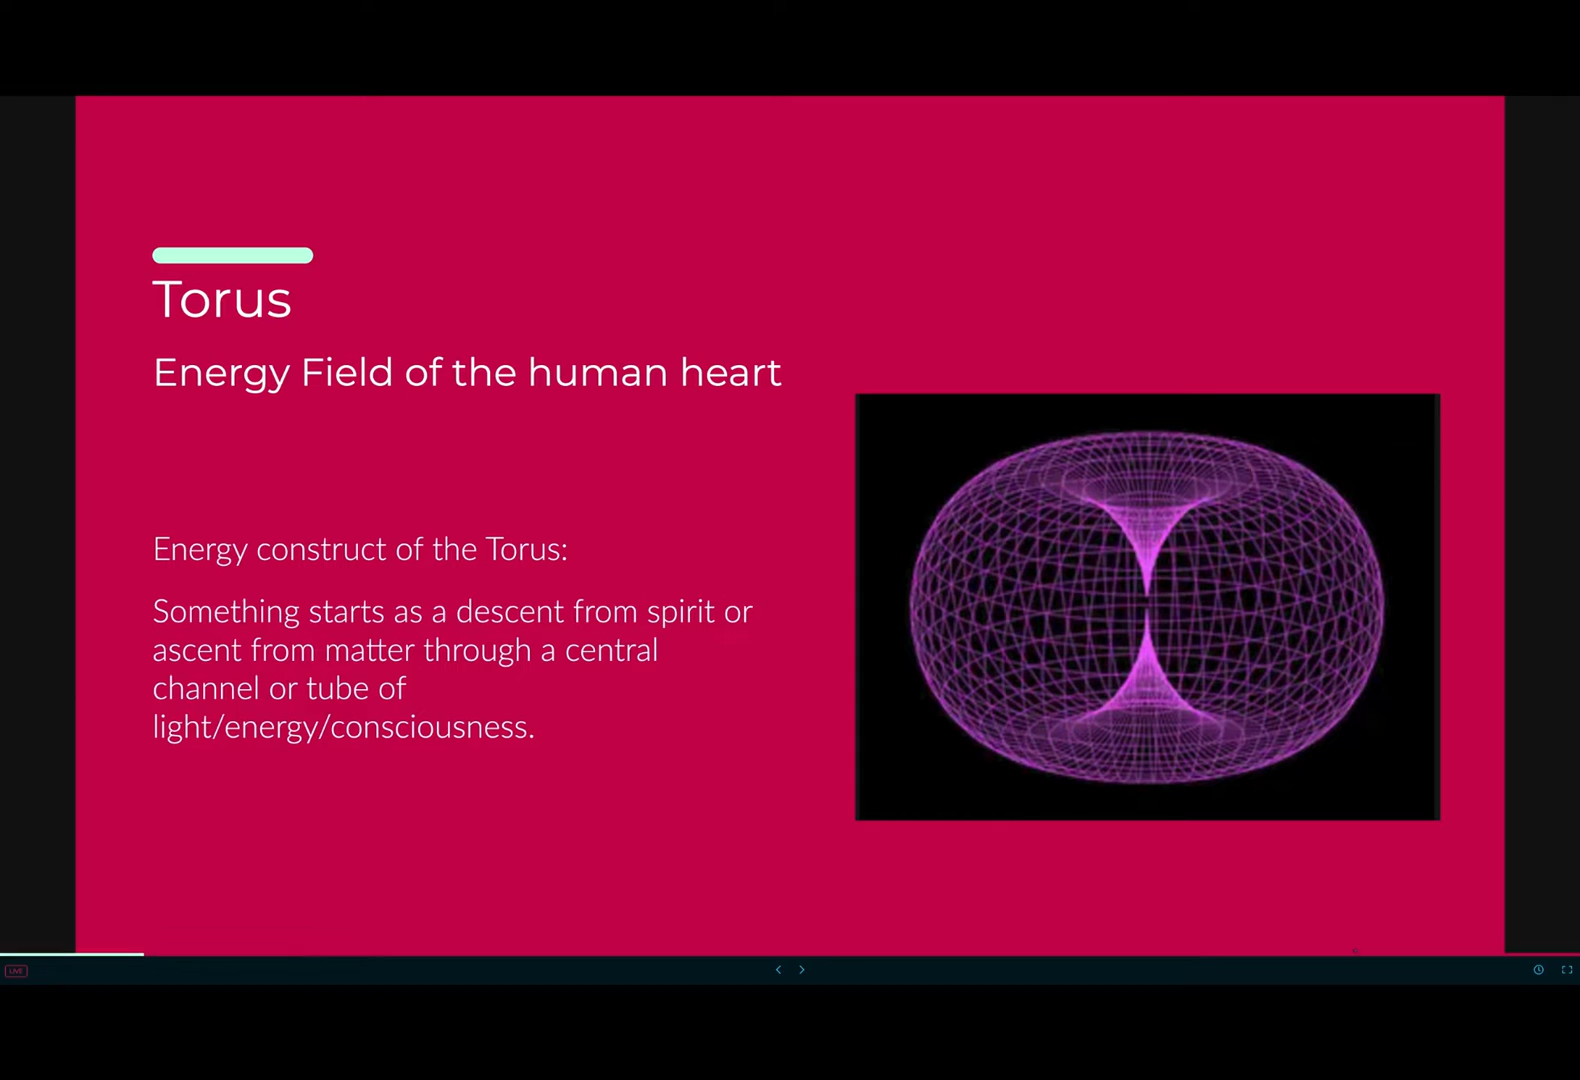 Torus
Energy Field of the human heart
Energy construct of the Torus:
Something starts as a descent from spirit or
ascent from matter through a central
channel or tube of
light/energy/consciousness.
LIVE